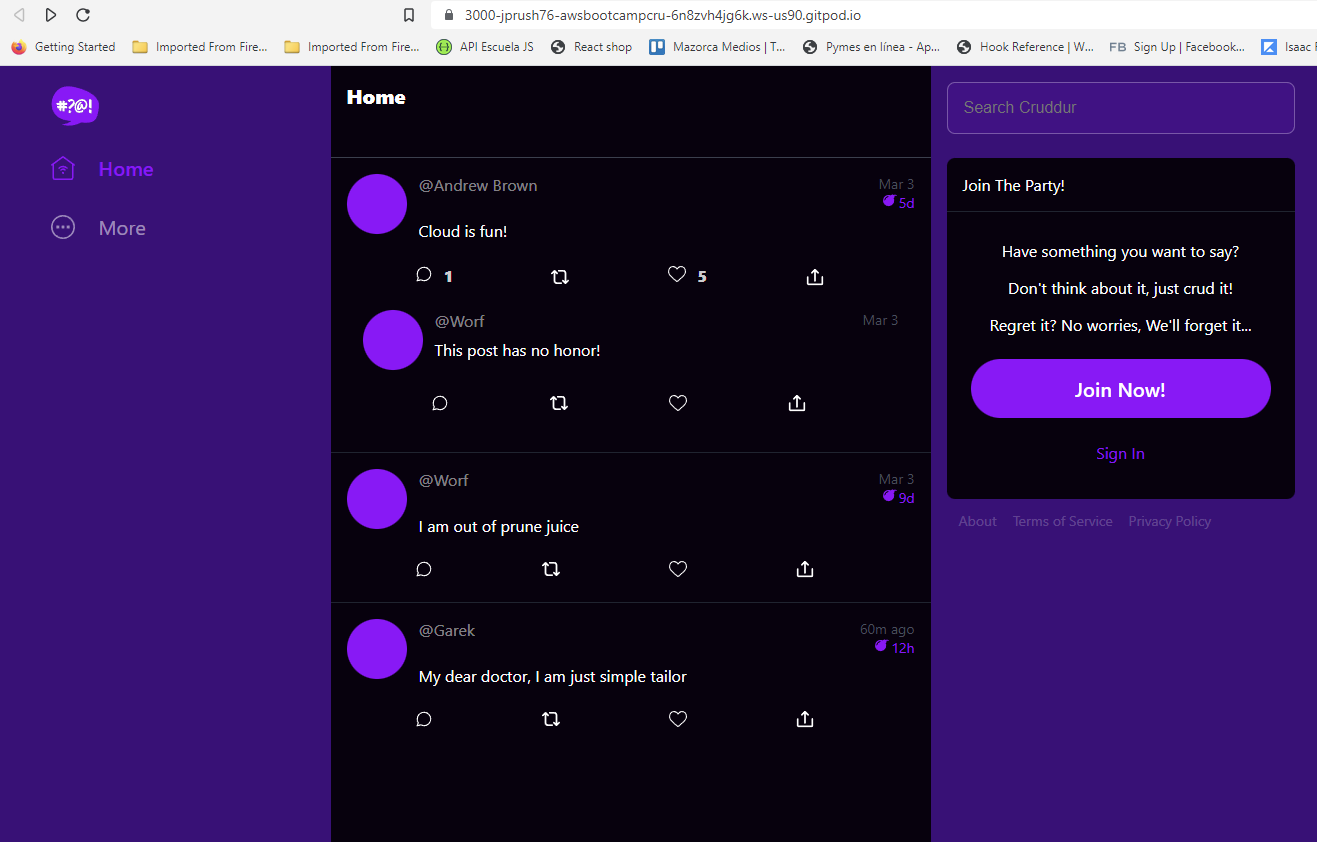 3000-jprush76-awsbootcampcru-6n8zvh4jg6k.ws-us90.gitpod.io
Getting Started Imported From Fire... Imported From Fire... API Escuela JS React shop Mazorca Medios | T... Pymes en línea - Ap... Hook Reference | W... FB Sign Up | Facebook... Isaac
#?@!
Home
More
Home
@Andrew Brown Mar 3
5d
Cloud is fun!
1 5
@Worf Mar 3
This post has no honor!
@Worf Mar 3
9d
I am out of prune juice
@Garek 60m ago
12h
My dear doctor, I am just simple tailor
Search Cruddur
Join The Party!
Have something you want to say?
Don't think about it, just crud it!
Regret it? No worries, We'll forget it...
Join Now!
Sign In
About Terms of Service Privacy Policy